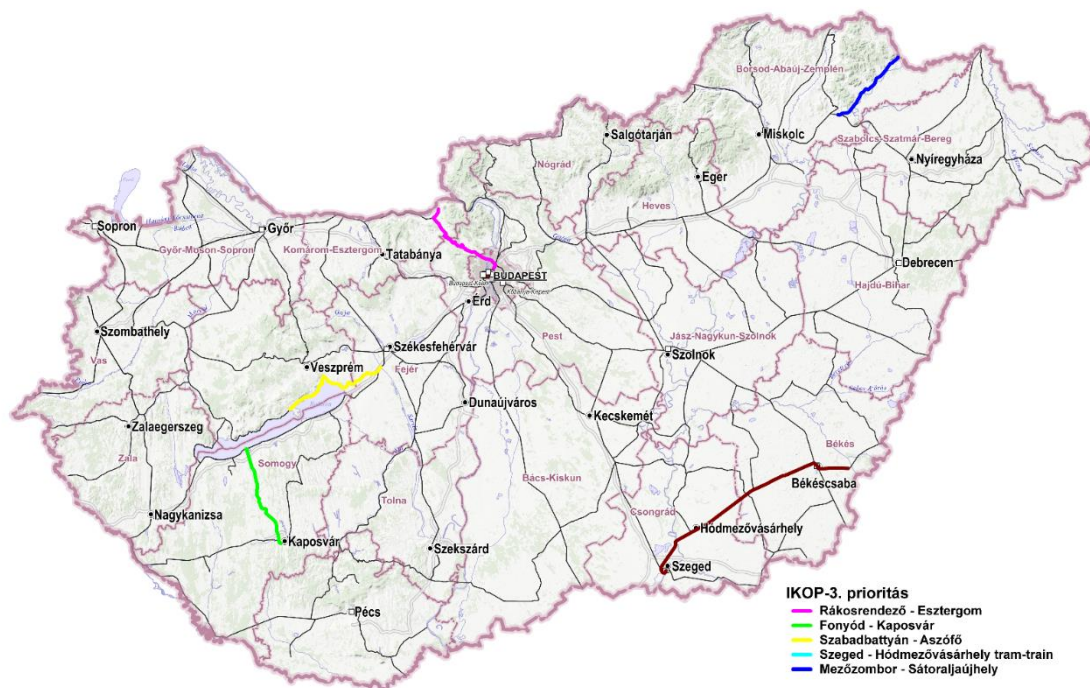 Borsod-Abaúj-Zemplén
Salgótarján
Miskolc
Szabolcs-Szatmár-Bereg
Nógrád
Nyíregyháza
Eger
Heves
Sopron
Győr
Győr-Moson-Sopron
Komárom-Esztergom
Tatabánya
BUDAPEST
Debrecen
Hajdú-Bihar
Érd
Szombathely
Pest
Jász-Nagykun-Szolnok
Székesfehérvár
Szolnok
Vas
Veszprém
Fejér
Dunaújváros
Kecskemét
Zalaegerszeg
Zala
Békés
Somogy
Bács-Kiskun
Békéscsaba
Tolna
Csongrád
Nagykanizsa
Hódmezővásárhely
Kaposvár
Szekszárd
Szeged
Pécs
IKOP-3. prioritás
Rákosrendező - Esztergom
Fonyód - Kaposvár
Szabadbattyán - Aszófő
Szeged - Hódmezővásárhely tram-train
Mezőzombor - Sátoraljaújhely